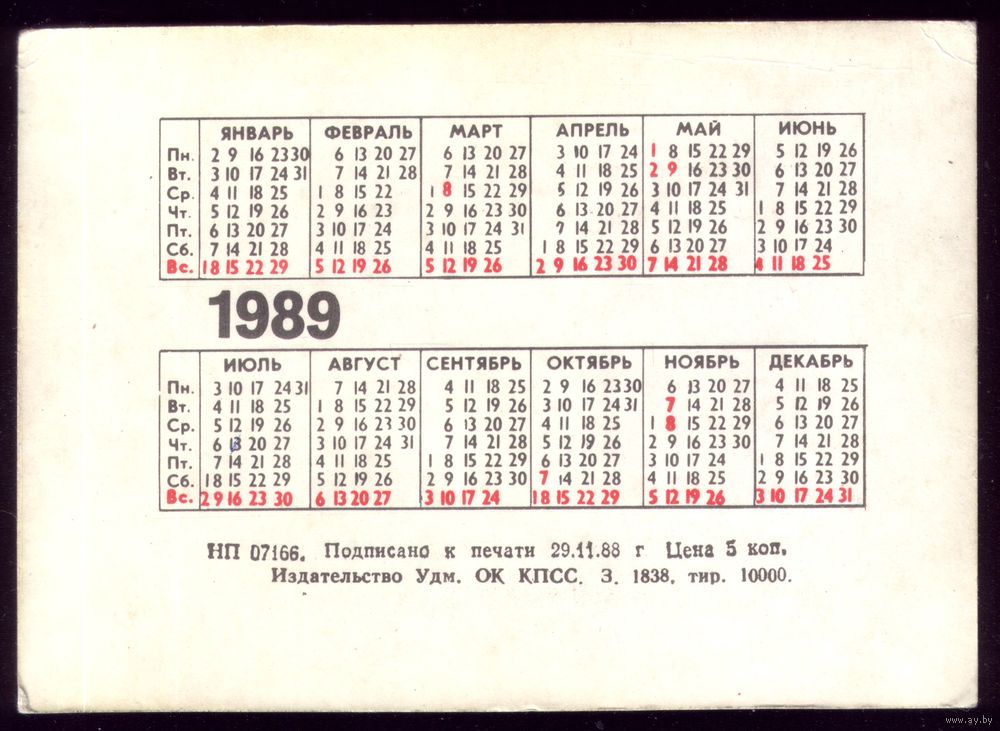 ЯНВАРЬ ФЕВРАЛЬ МАРТ АПРЕЛЬ МАЙ ИЮНЬ
Пн. 2 9 16 23 30 6 13 20 27 6 13 20 27 3 10 17 24 1 8 15 22 29 5 12 19 26
Вт. 3 10 17 24 31 7 14 21 28 7 14 21 28 4 11 18 25 2 9 16 23 30 6 13 20 27
Ср. 4 11 18 25 1 8 15 22 1 8 15 22 29 5 12 19 26 3 10 17 24 31 7 14 21 28
Чт. 5 12 19 26 2 9 16 23 2 9 16 23 30 6 13 20 27 4 11 18 25 1 8 15 22 29
Пт. 6 13 20 27 3 10 17 24 3 10 17 24 31 7 14 21 28 5 12 19 26 2 9 16 23 30
Сб. 7 14 21 28 4 11 18 25 4 11 18 25 1 8 15 22 29 6 13 20 27 3 10 17 24
Вс. 1 8 15 22 29 5 12 19 26 5 12 19 26 2 9 16 23 30 7 14 21 28 4 11 18 25
1989
ИЮЛЬ АВГУСТ СЕНТЯБРЬ ОКТЯБРЬ НОЯБРЬ ДЕКАБРЬ
Пн. 3 10 17 24 31 7 14 21 28 4 11 18 25 2 9 16 23 30 6 13 20 27 4 11 18 25
Вт. 4 11 18 25 1 8 15 22 29 5 12 19 26 3 10 17 24 31 7 14 21 28 5 12 19 26
Ср. 5 12 19 26 2 9 16 23 30 6 13 20 27 4 11 18 25 1 8 15 22 29 6 13 20 27
Чт. 6 13 20 27 3 10 17 24 31 7 14 21 28 5 12 19 26 2 9 16 23 30 7 14 21 28
Пт. 7 14 21 28 4 11 18 25 1 8 15 22 29 6 13 20 27 3 10 17 24 1 8 15 22 29
Сб. 1 8 15 22 29 5 12 19 26 2 9 16 23 30 7 14 21 28 4 11 18 25 2 9 16 23 30
Вс. 2 9 16 23 30 6 13 20 27 3 10 17 24 1 8 15 22 29 5 12 19 26 3 10 17 24 31
НП 07166. Подписано к печати 29.11.88 г Цена 5 коп.
Издательство Удм. ОК КПСС. З. 1838, тир. 10000.
www.ay.by